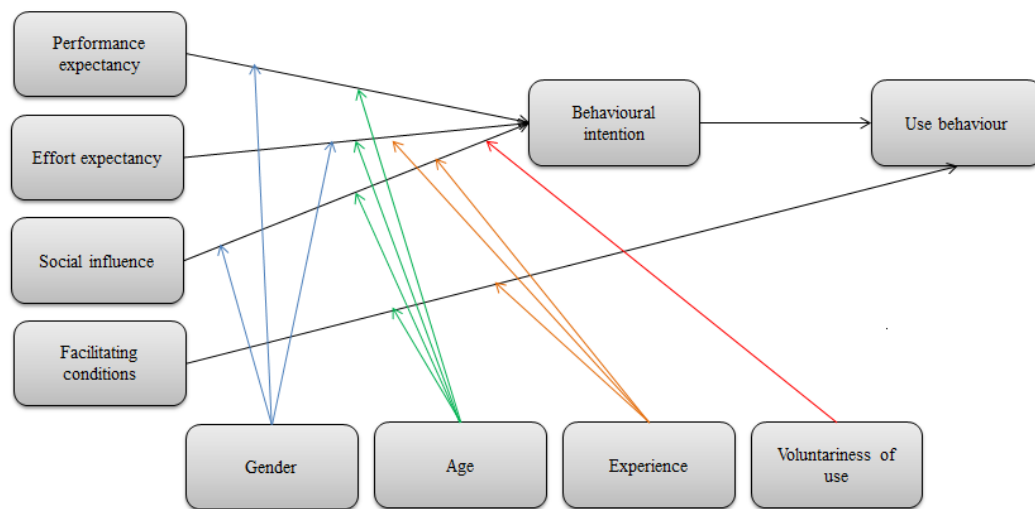 Performance
expectancy
Effort expectancy
Social influence
Facilitating
conditions
Behavioural
intention
Use behaviour
Gender
Age
Experience
Voluntariness of
use